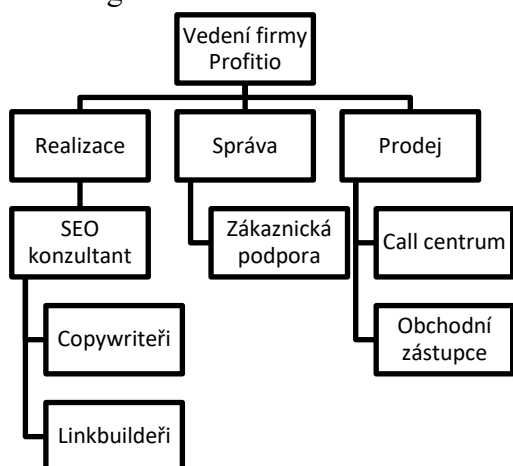 Vedení firmy
Profitio
Realizace
Správa
Prodej
SEO
konzultant
Zákaznická
podpora
Call centrum
Copywriteři
Obchodní
zástupce
Linkbuildeři